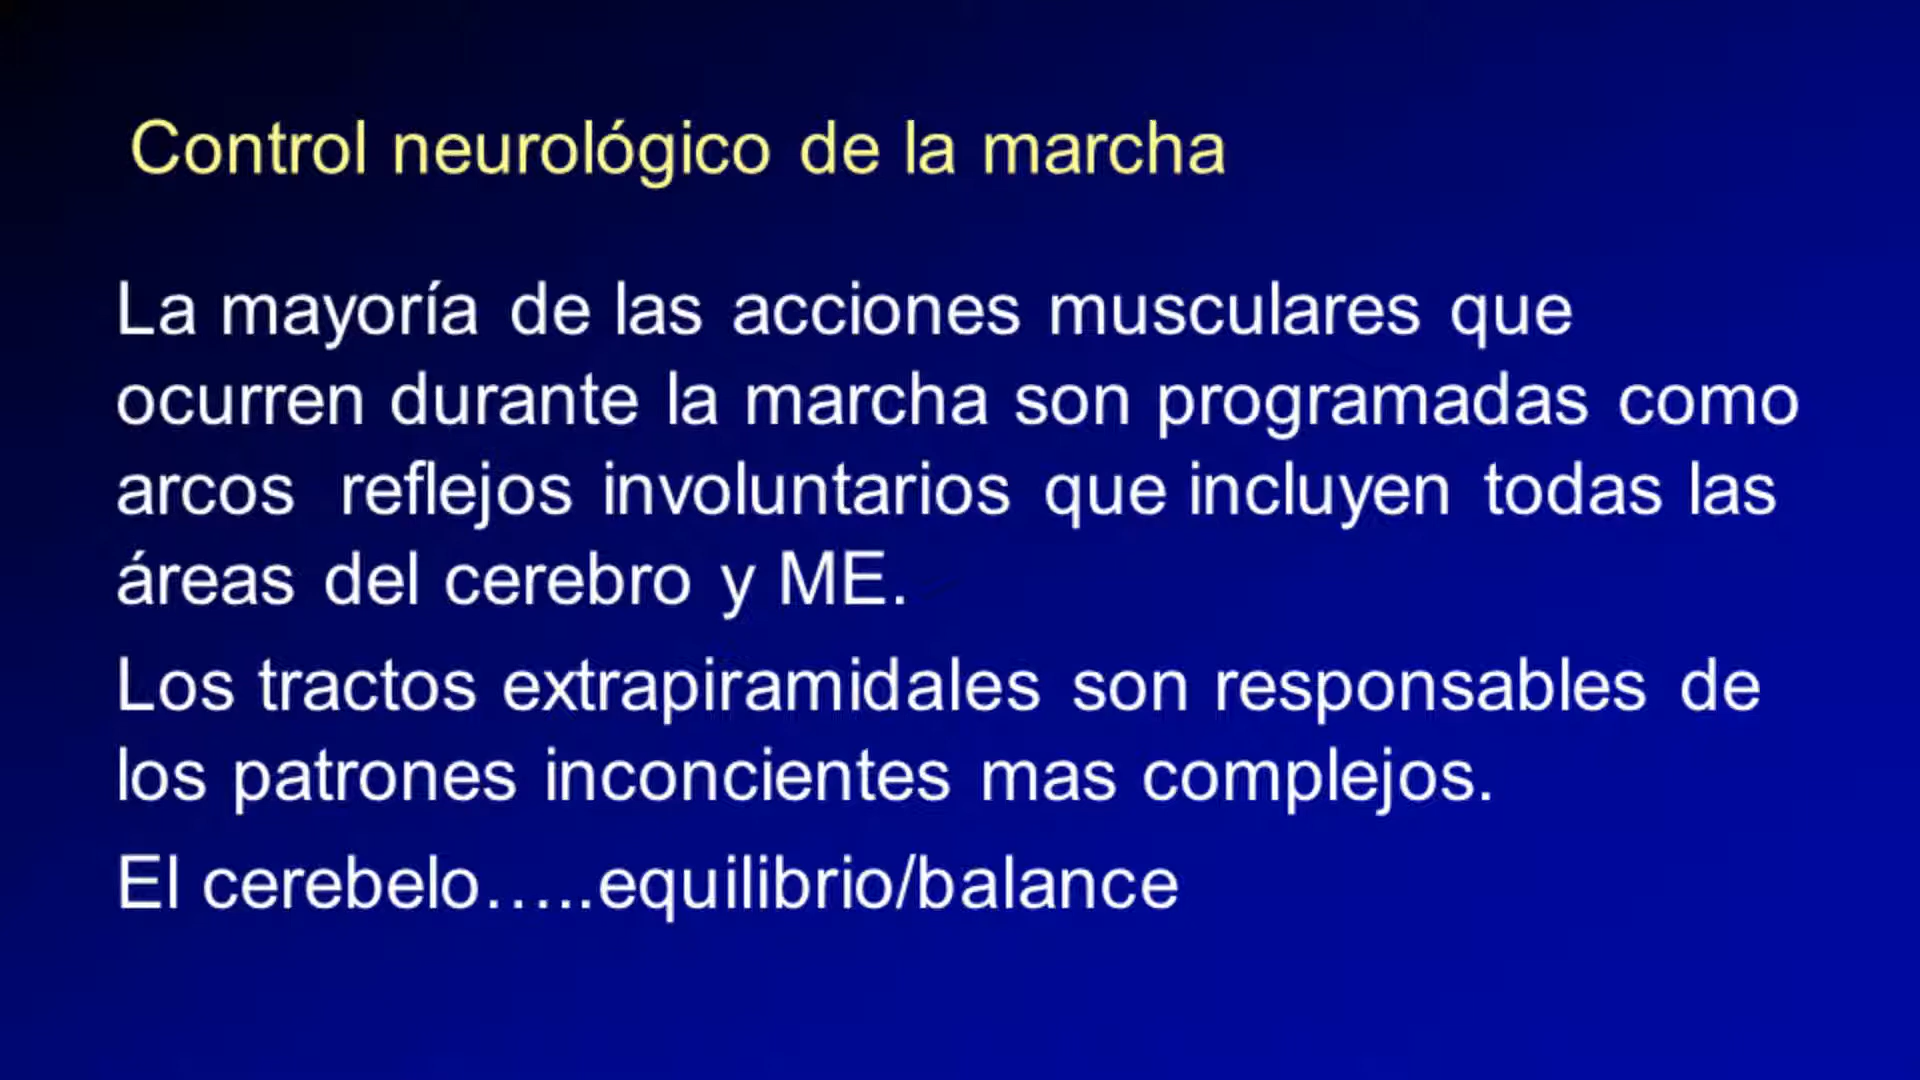 Control neurológico de la marcha
La mayoría de las acciones musculares que
ocurren durante la marcha son programadas como
arcos reflejos involuntarios que incluyen todas las
áreas del cerebro y ME.
Los tractos extrapiramidales son responsables de
los patrones inconcientes mas complejos.
El cerebelo…..equilibrio/balance